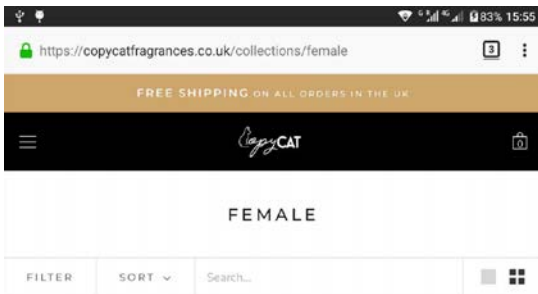 83% 15:55
https://copycatfragrances.co.uk/collections/female
3
FREE SHIPPING ON ALL ORDERS IN THE UK
CopyCAT
0
FEMALE
FILTER SORT Search...